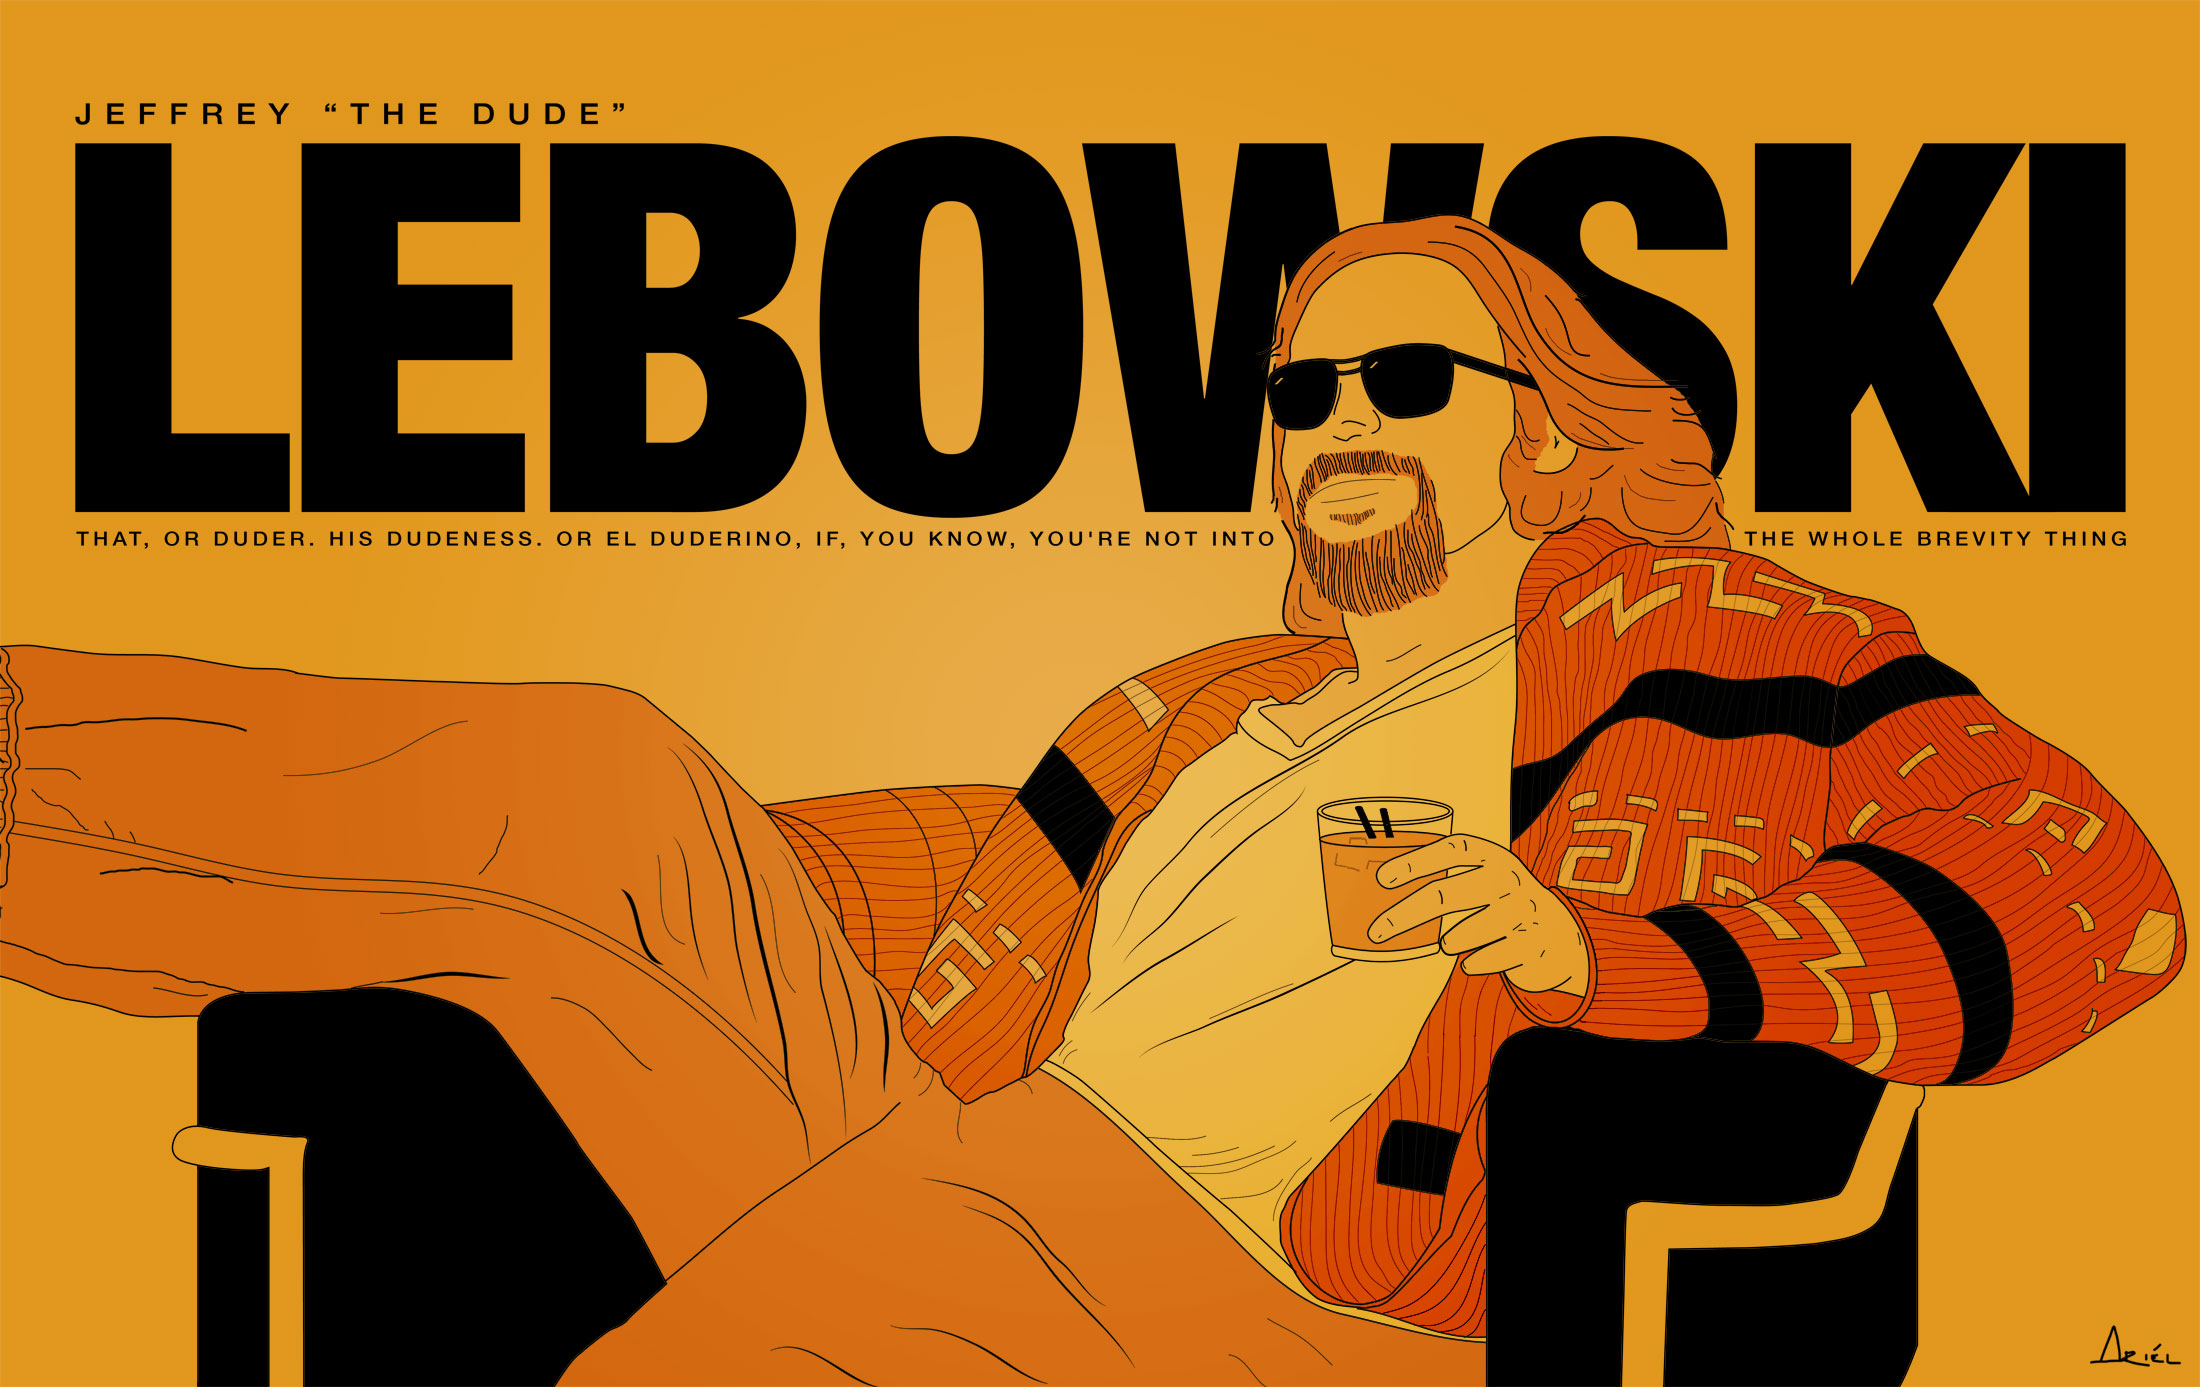 JEFFREY “THE DUDE”
LEBOWSKI
THAT, OR DUDER. HIS DUDENESS. OR EL DUDERINO, IF, YOU KNOW, YOU'RE NOT INTO THE WHOLE BREVITY THING
ARIÉL